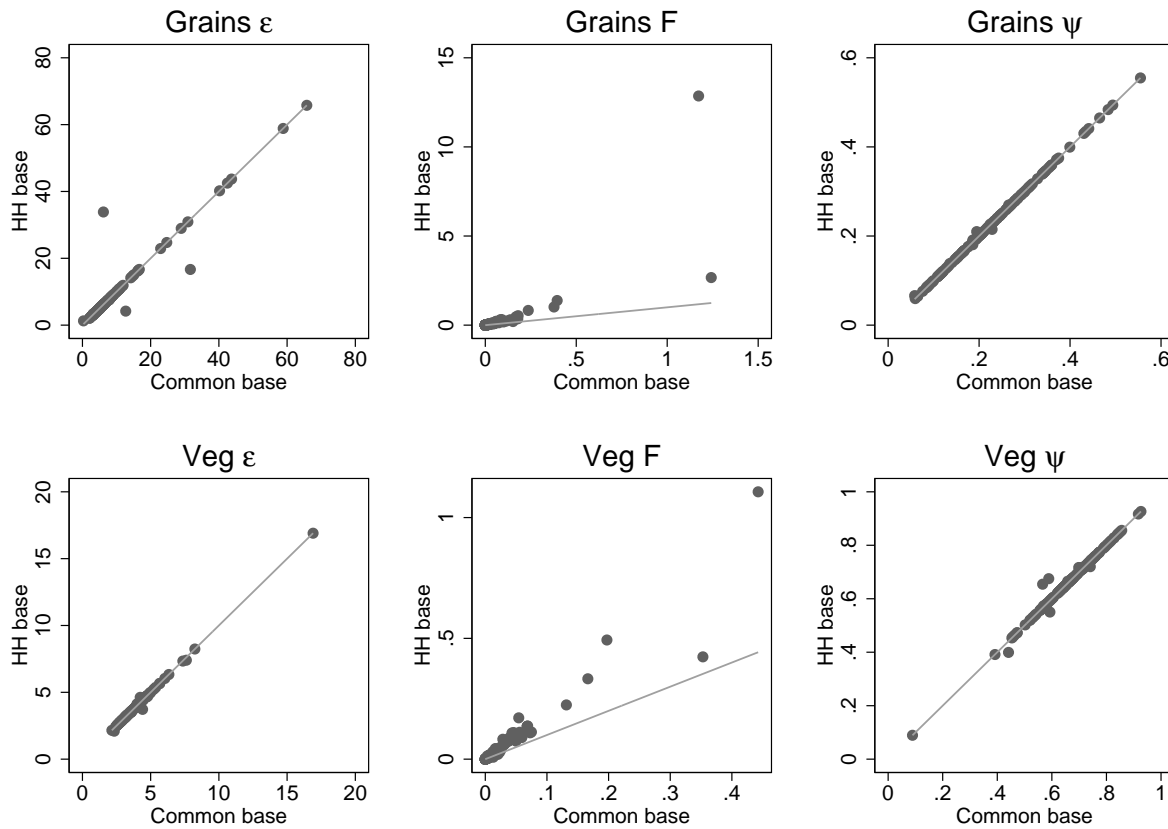 Grains ε
Grains F
Grains ψ
HH base
0 20 40 60 80
0 20 40 60 80
Common base
HH base
0 5 10 15
0 .5 1 1.5
Common base
HH base
0 .2 .4 .6
0 .2 .4 .6
Common base
Veg ε
Veg F
Veg ψ
HH base
0 5 10 15 20
0 5 10 15 20
Common base
HH base
0 .5 1
0 .1 .2 .3 .4
Common base
HH base
0 .2 .4 .6 .8 1
0 .2 .4 .6 .8 1
Common base